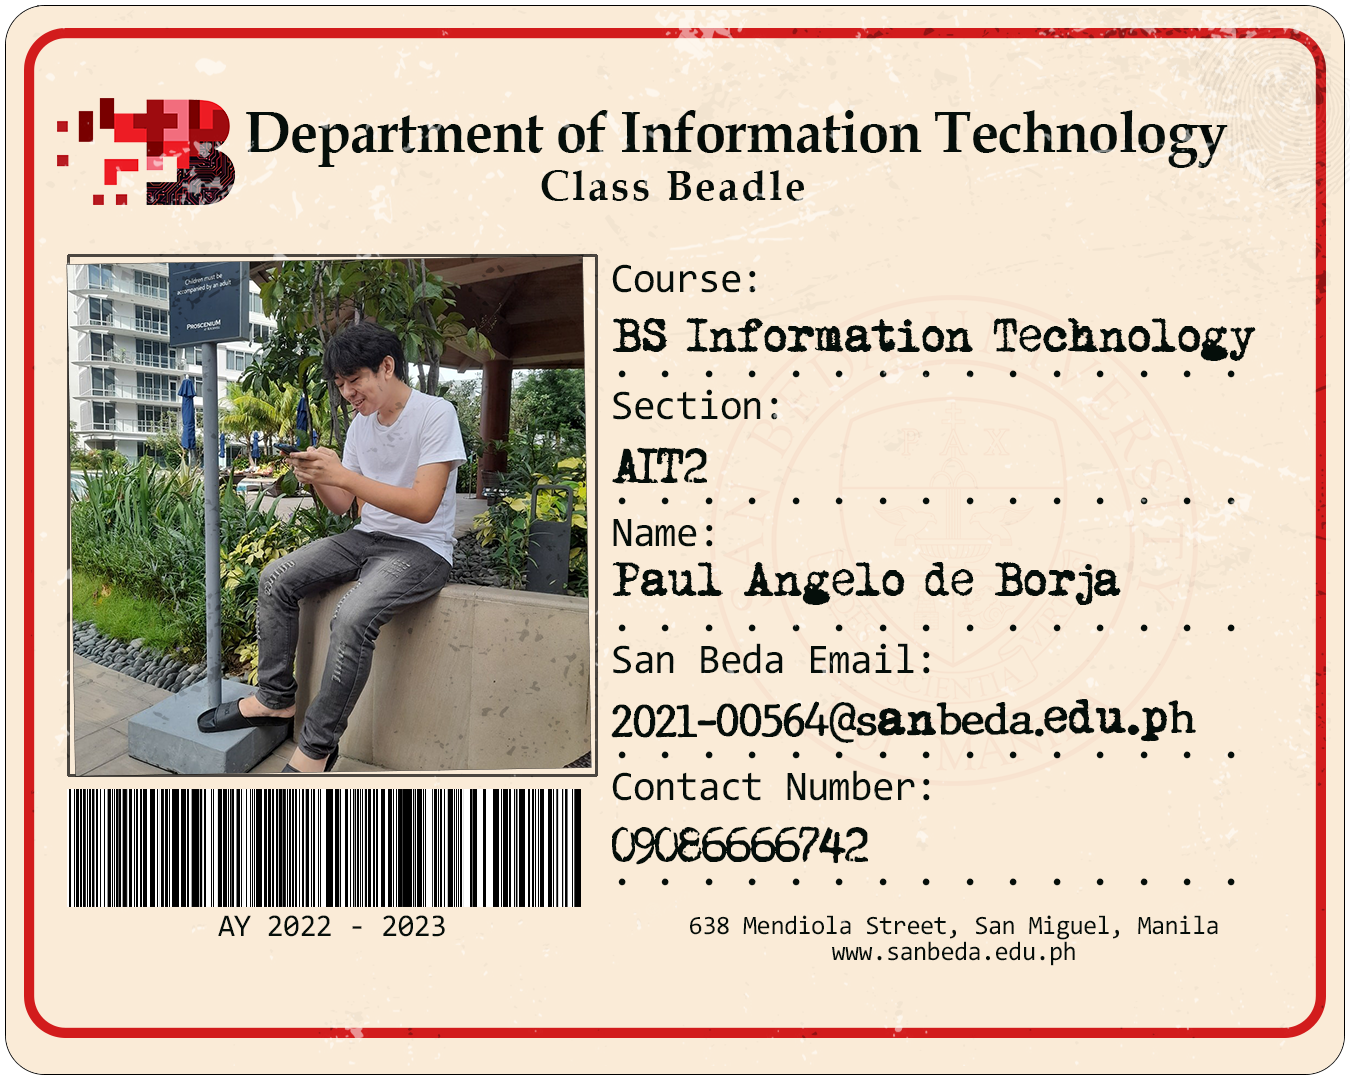 Department of Information Technology
Class Beadle
Children must be
accompanied by an adult
PROSCENIUM
Course:
BS Information Technology
Section:
AIT2
Name:
Paul Angelo de Borja
San Beda Email:
2021-00564@sanbeda.edu.ph
Contact Number:
09086666742
AY 2022 - 2023
638 Mendiola Street, San Miguel, Manila
www.sanbeda.edu.ph